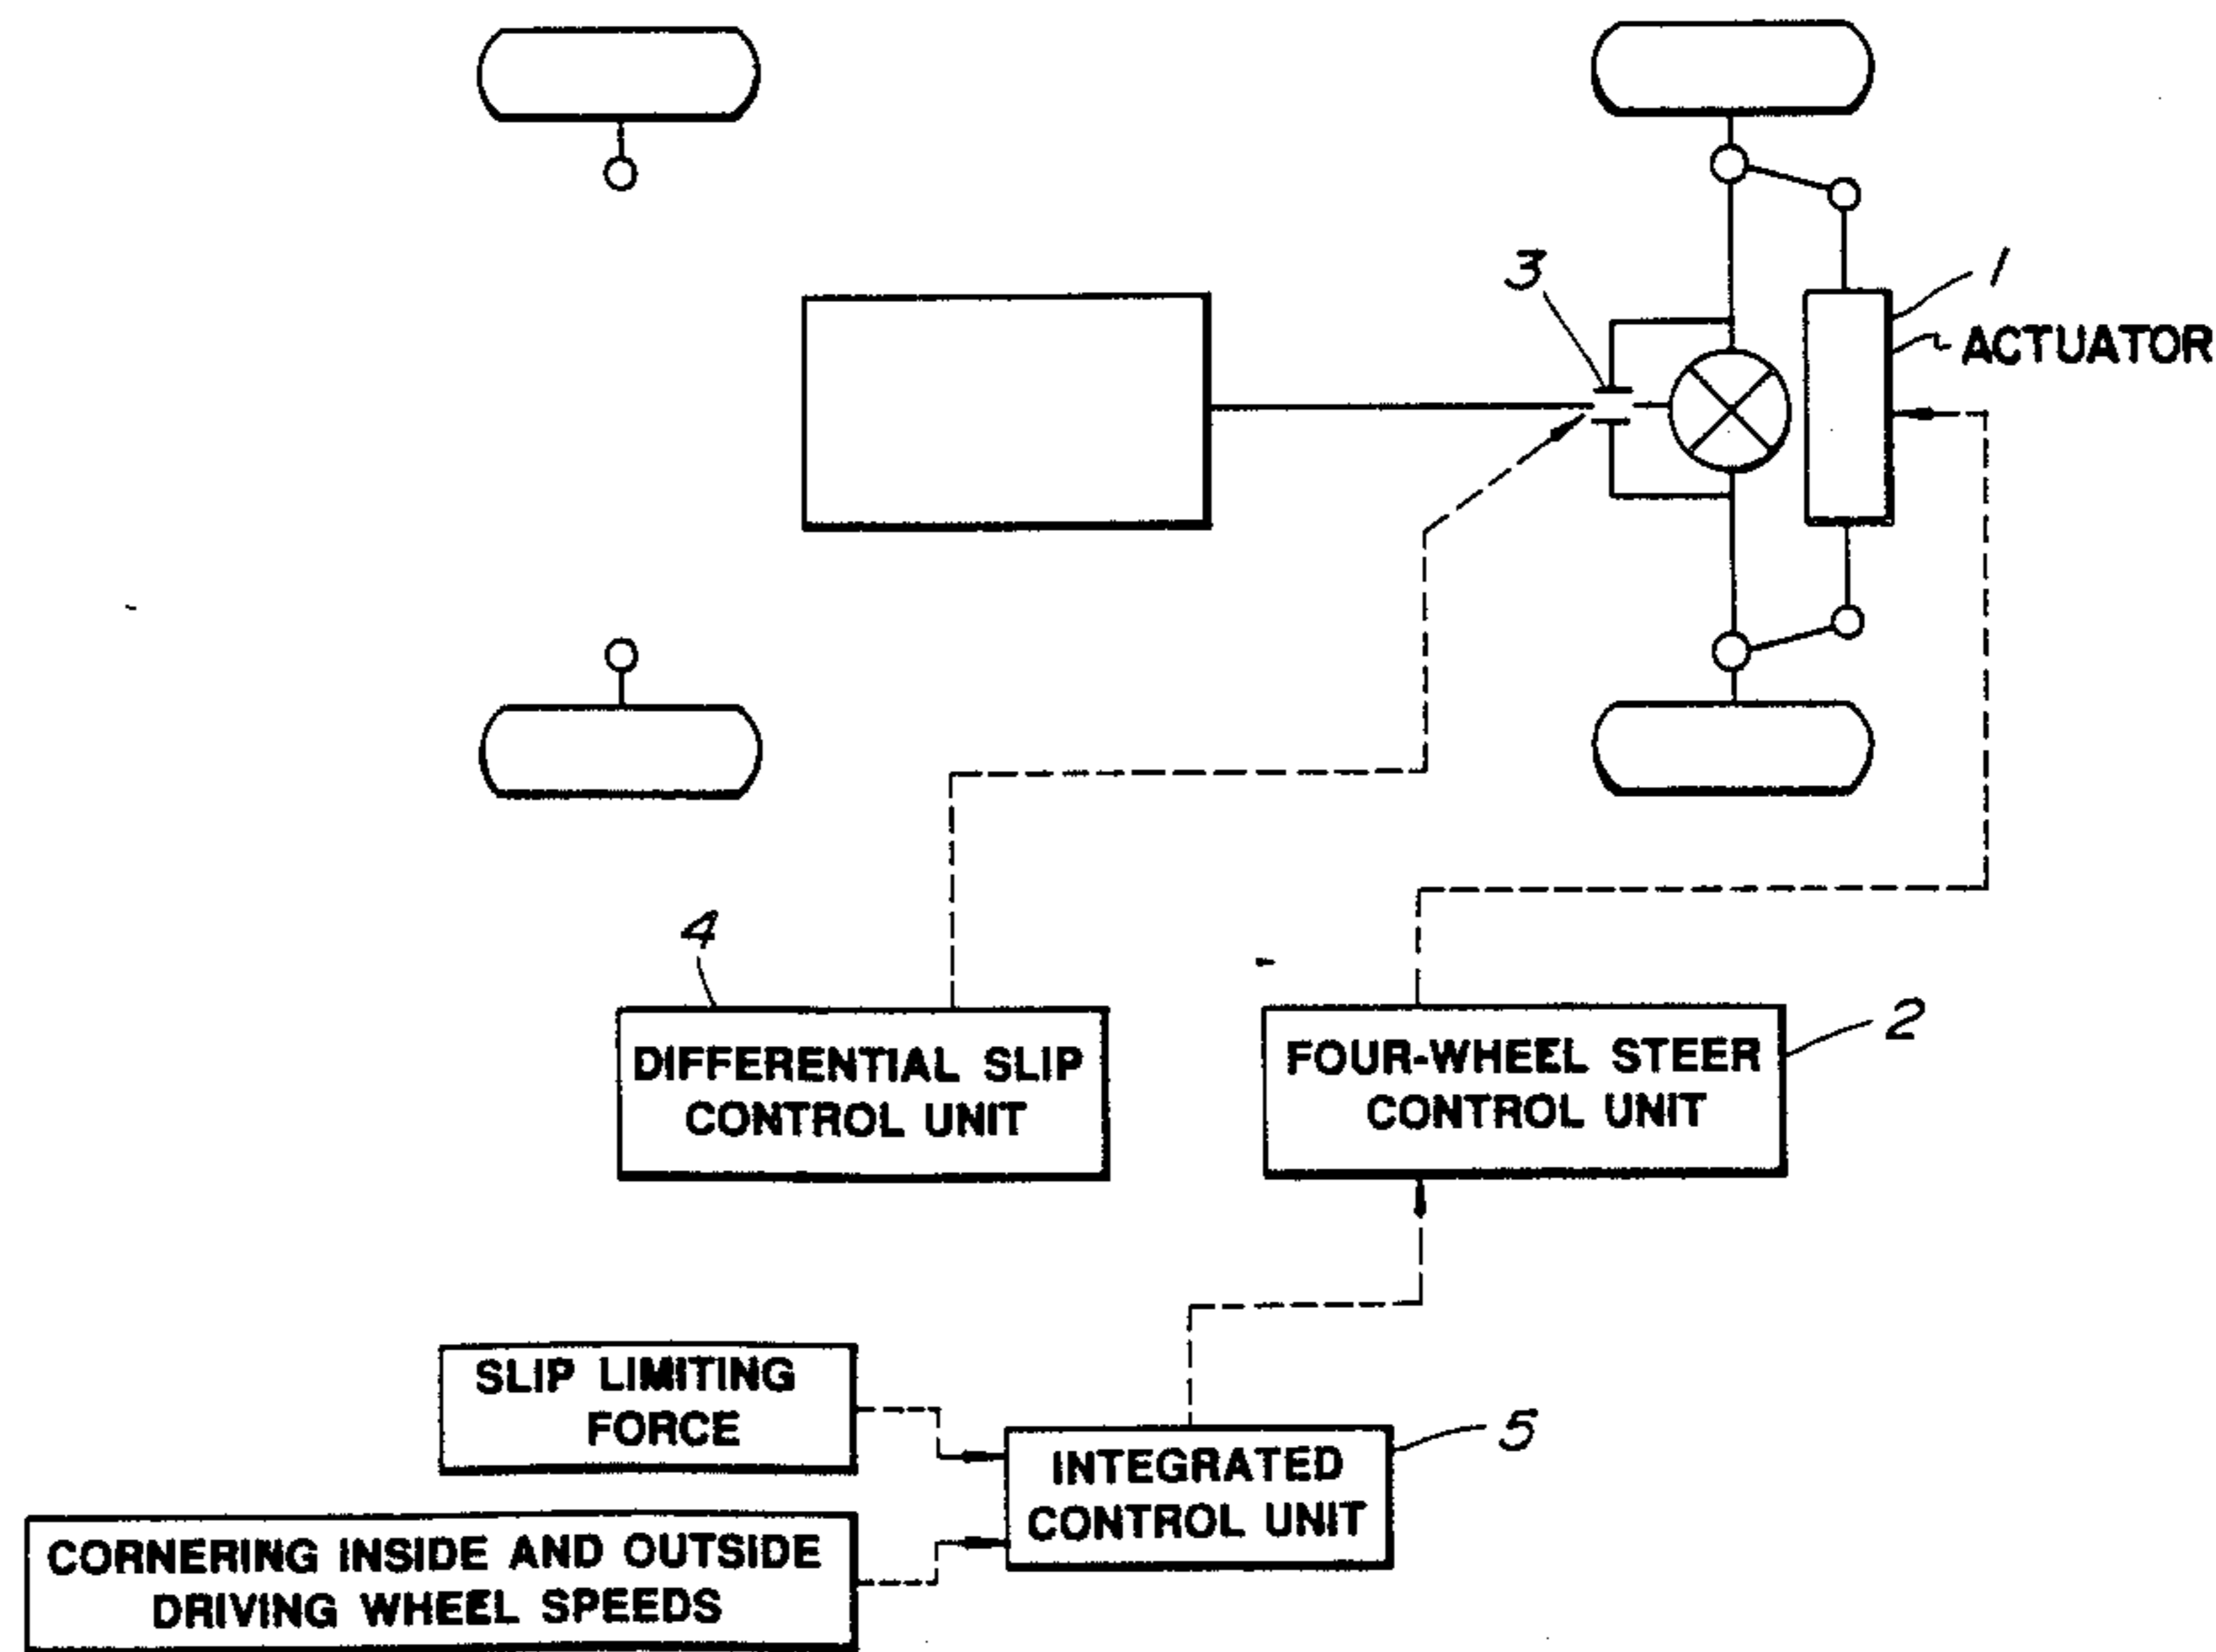 3
1
ACTUATOR
4
DIFFERENTIAL SLIP
CONTROL UNIT
2
FOUR-WHEEL STEER
CONTROL UNIT
SLIP LIMITING
FORCE
5
INTEGRATED
CONTROL UNIT
CORNERING INSIDE AND OUTSIDE
DRIVING WHEEL SPEEDS